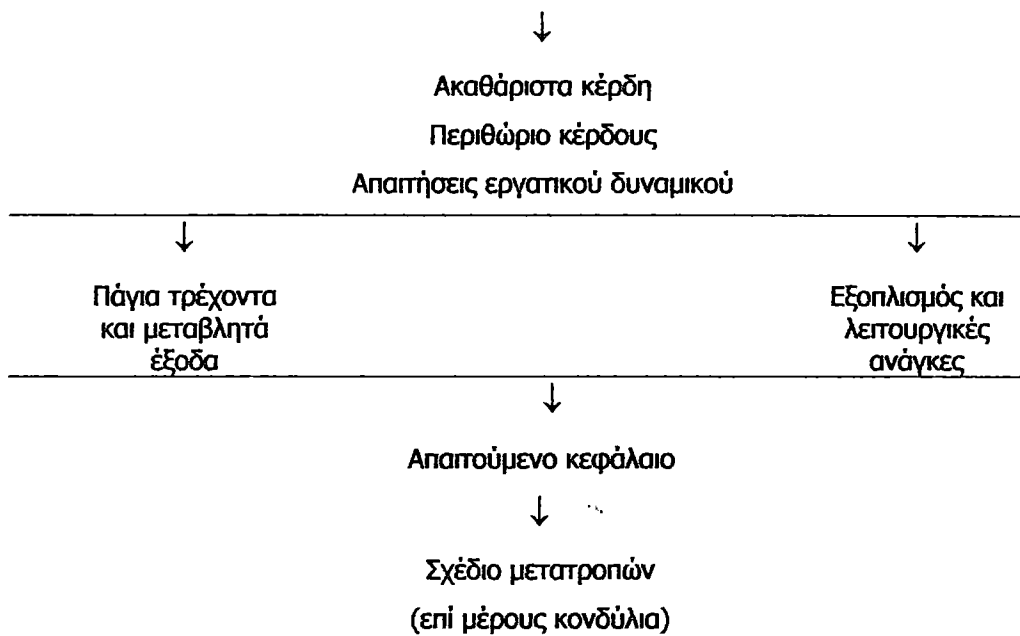 ↓
Ακαθάριστα κέρδη
Περιθώριο κέρδους
Απαιτήσεις εργατικού δυναμικού
↓ ↓
Πάγια τρέχοντα
και μεταβλητά
έξοδα
Εξοπλισμός και
λειτουργικές
ανάγκες
↓
Απαιτούμενο κεφάλαιο
↓
Σχέδιο μετατροπών
(επί μέρους κονδύλια)